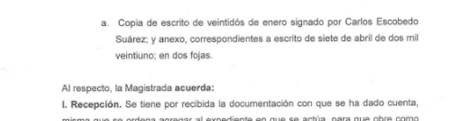 a. Copia de escrito de veintidós de enero signado por Carlos Escobedo
Suárez; y anexo, correspondientes a escrito de siete de abril de dos mil
veintiuno; en dos fojas.
Al respecto, la Magistrada acuerda:
I. Recepción. Se tiene por recibida la documentación con que se ha dado cuenta,
misma que se ordena agregar al expediente en que se actúa, para que obre como